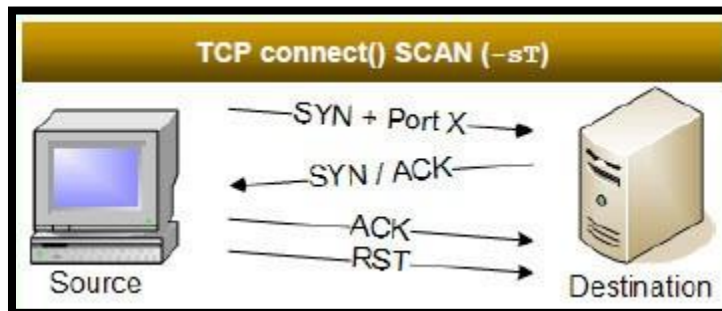 TCP connect() SCAN (-sT)
SYN + Port X
SYN / ACK
ACK
RST
Source
Destination